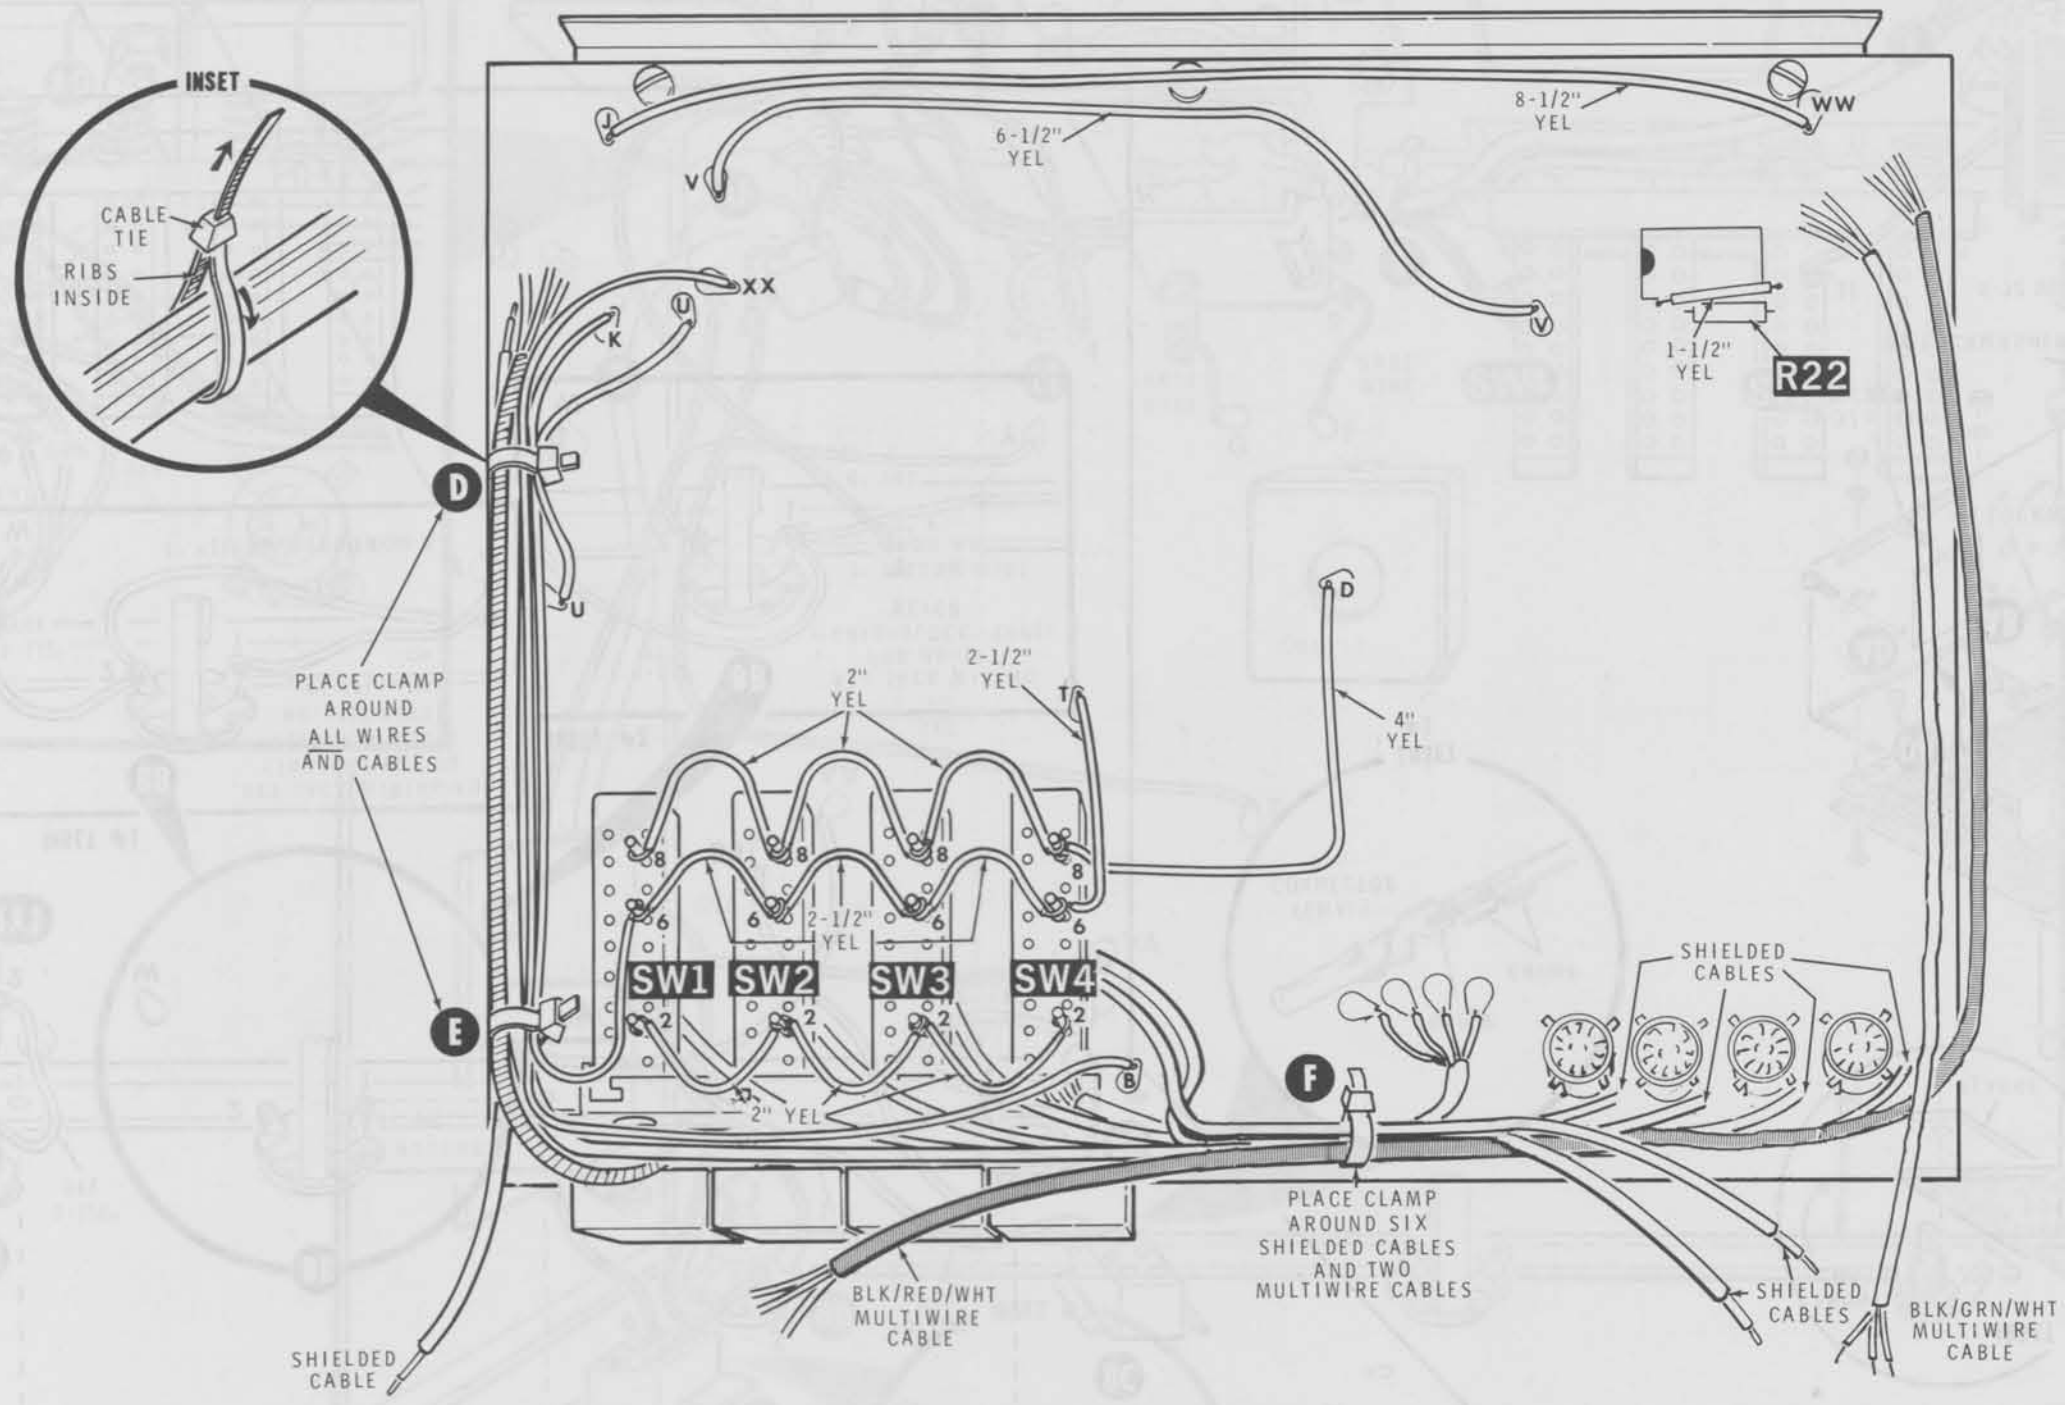 INSET
CABLE
TIE
RIBS
INSIDE
J
8-1/2"
YEL
WW
6-1/2"
YEL
V
XX
U
K
V
1-1/2"
YEL
R22
D
U
PLACE CLAMP
AROUND
ALL WIRES
AND CABLES
2"
YEL
2-1/2"
YEL
T
D
4"
YEL
8
8
8
8
6
6
6
6
2-1/2"
YEL
SW1
SW2
SW3
SW4
2
2
2
2
E
B
2" YEL
F
SHIELDED
CABLES
PLACE CLAMP
AROUND SIX
SHIELDED CABLES
AND TWO
MULTIWIRE CABLES
BLK/RED/WHT
MULTIWIRE
CABLE
SHIELDED
CABLES
BLK/GRN/WHT
MULTIWIRE
CABLE
SHIELDED
CABLE